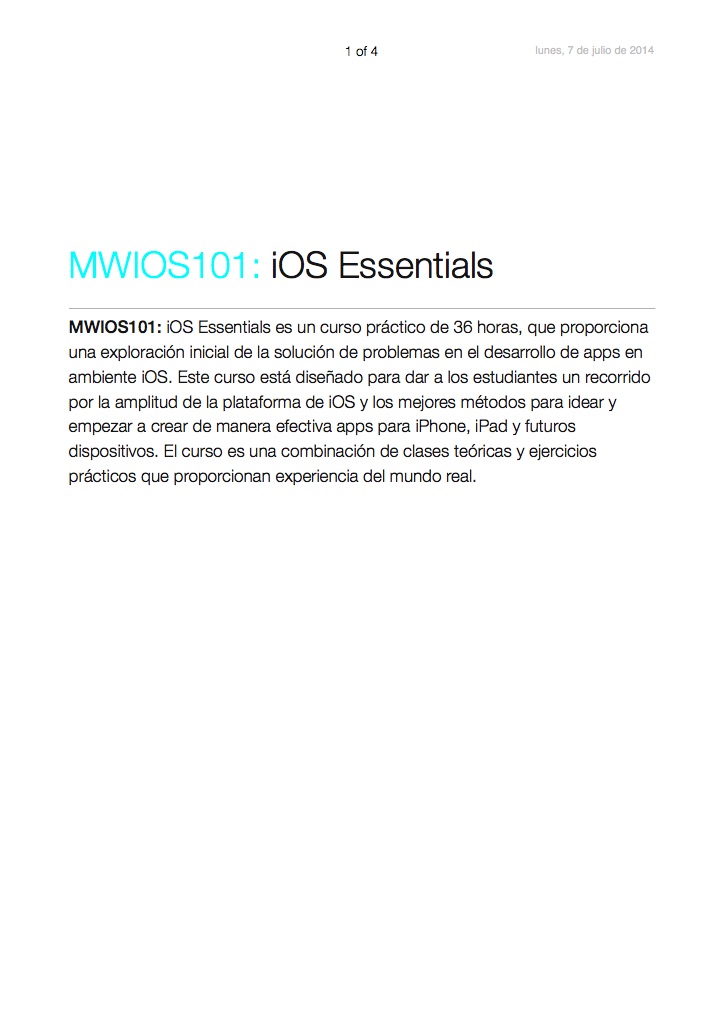 1 of 4
lunes, 7 de julio de 2014
MWIOS101: iOS Essentials
MWIOS101: iOS Essentials es un curso práctico de 36 horas, que proporciona
una exploración inicial de la solución de problemas en el desarrollo de apps en
ambiente iOS. Este curso está diseñado para dar a los estudiantes un recorrido
por la amplitud de la plataforma de iOS y los mejores métodos para idear y
empezar a crear de manera efectiva apps para iPhone, iPad y futuros
dispositivos. El curso es una combinación de clases teóricas y ejercicios
prácticos que proporcionan experiencia del mundo real.